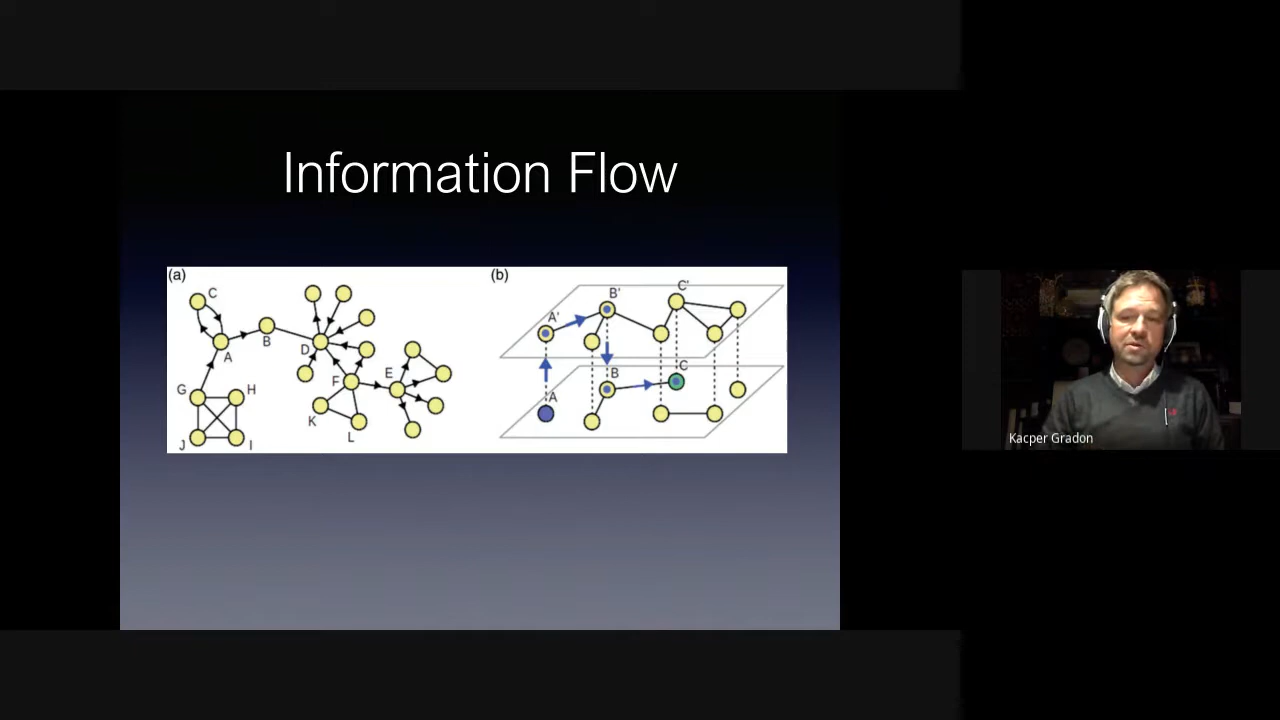 Information Flow
(a)
C
A
B
D
G
H
J
I
F
E
K
L
(b)
A'
B'
C'
A
B
C
Kacper Gradon